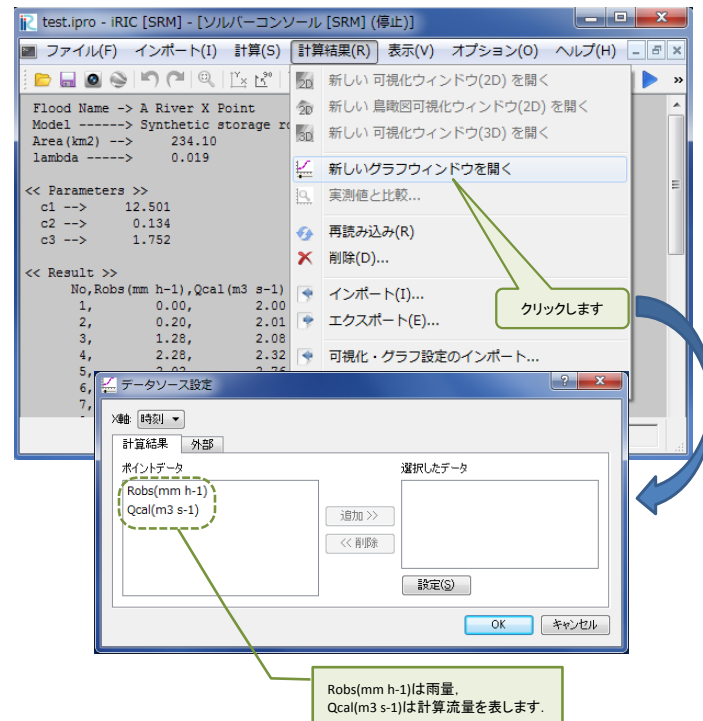 test.ipro - iRIC [SRM] - [ソルバーコンソール [SRM] (停止)]
ファイル(F) インポート(I) 計算(S) 計算結果(R) 表示(V) オプション(O) ヘルプ(H)
Flood Name -> A River X Point
Model ------> Synthetic storage
Area(km2) --> 234.10
lambda -----> 0.019
<< Parameters >>
c1 --> 12.501
c2 --> 0.134
c3 --> 1.752
<< Result >>
No,Robs(mm h-1),Qcal(m3 s-1)
1, 0.00, 2.00
2, 0.20, 2.01
3, 1.28, 2.08
4, 2.28, 2.32
5,
6,
7,
新しい 可視化ウィンドウ(2D) を開く
新しい 鳥瞰図可視化ウィンドウ(2D) を開く
新しい 可視化ウィンドウ(3D) を開く
新しいグラフウィンドウを開く
実測値と比較...
再読み込み(R)
削除(D)...
インポート(I)...
エクスポート(E)...
可視化・グラフ設定のインポート...
クリックします
データソース設定
X軸: 時刻
計算結果 外部
ポイントデータ
Robs(mm h-1)
Qcal(m3 s-1)
追加 >>
<< 削除
選択したデータ
設定(S)
OK キャンセル
Robs(mm h-1)は雨量,
Qcal(m3 s-1)は計算流量を表します.